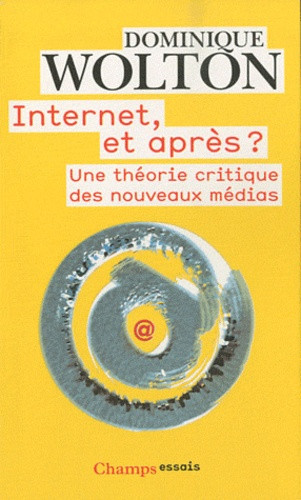 DOMINIQUE
WOLTON
Internet,
et après ?
Une théorie critique
des nouveaux médias
@
Champs essais